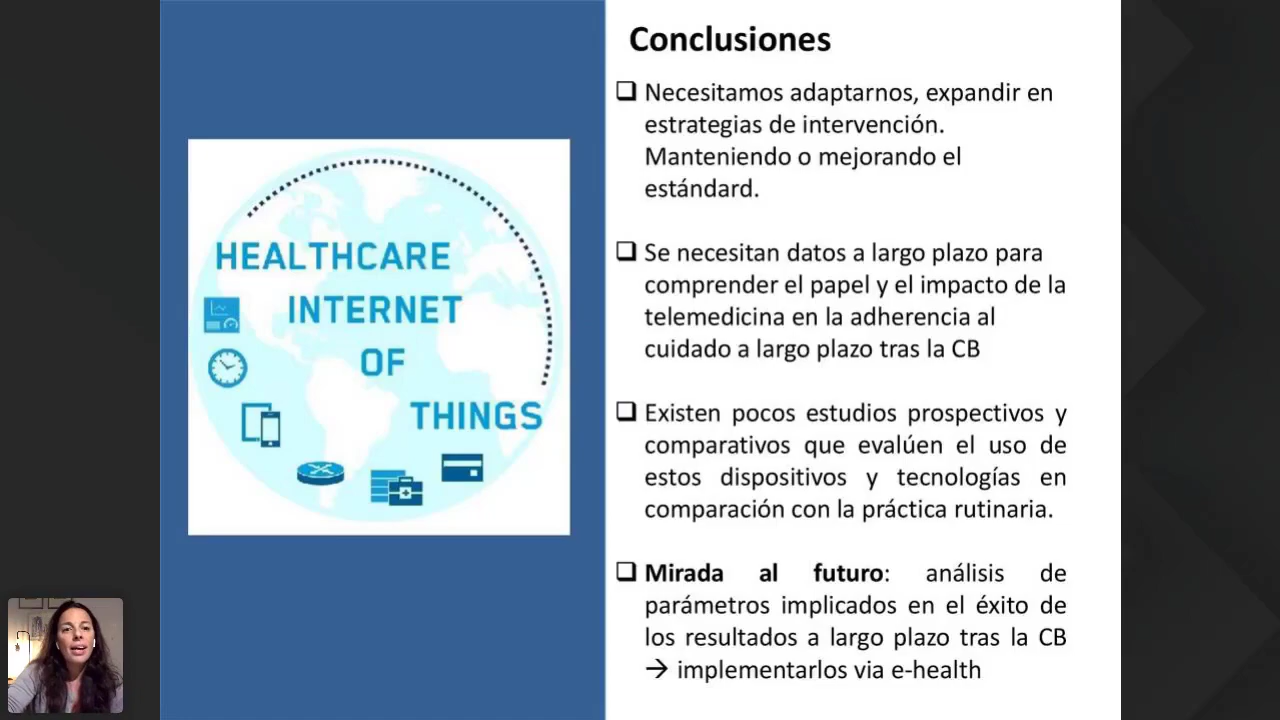 HEALTHCARE
INTERNET
OF
THINGS
Conclusiones
❑ Necesitamos adaptarnos, expandir en
estrategias de intervención.
Manteniendo o mejorando el
estándard.
❑ Se necesitan datos a largo plazo para
comprender el papel y el impacto de la
telemedicina en la adherencia al
cuidado a largo plazo tras la CB
❑ Existen pocos estudios prospectivos y
comparativos que evalúen el uso de
estos dispositivos y tecnologías en
comparación con la práctica rutinaria.
❑ Mirada al futuro: análisis de
parámetros implicados en el éxito de
los resultados a largo plazo tras la CB
→ implementarlos via e-health